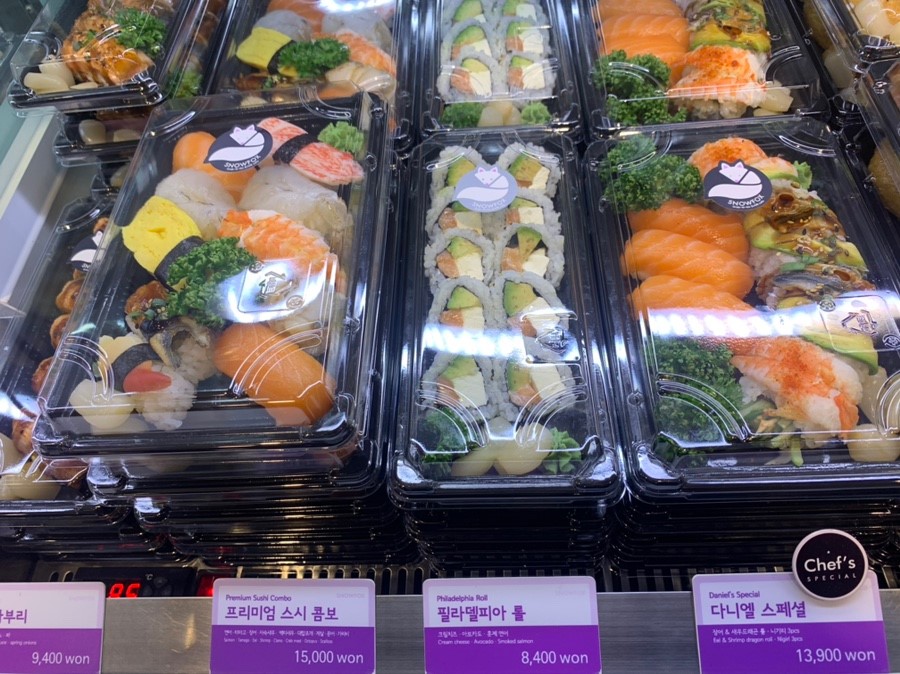 SNOWFOX
SNOWFOX
SNOWFOX
85
℃
부리
9,400 won
Premium Sushi Combo
프리미엄 스시 콤보
15,000 won
Philadelphia Roll
필라델피아 롤
크림치즈 · 아보카도 · 훈제 연어
Cream cheese · Avocado · Smoked salmon
8,400 won
Chef's
SPECIAL
Daniel's Special
다니엘 스페셜
장어 & 새우드래곤 롤 · 니기리 3pcs
Eel & Shrimp dragon roll · Nigiri 3pcs
13,900 won